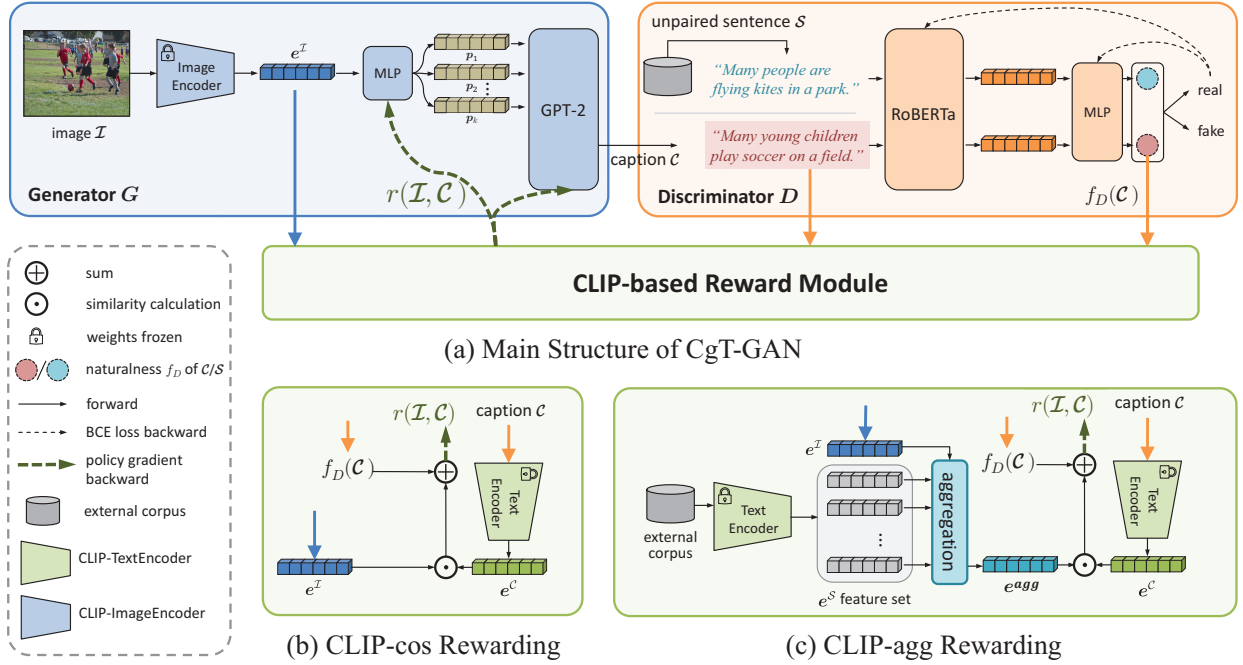 image I
Image
Encoder
e^I
MLP
p_1
p_2
p_k
GPT-2
Generator G
r(I, C)
caption C
unpaired sentence S
"Many people are
flying kites in a park."
"Many young children
play soccer on a field."
RoBERTa
MLP
real
fake
Discriminator D
f_D(C)
CLIP-based Reward Module
(a) Main Structure of CgT-GAN
sum
similarity calculation
weights frozen
naturalness f_D of C/S
forward
BCE loss backward
policy gradient
backward
external corpus
CLIP-TextEncoder
CLIP-ImageEncoder
r(I, C)
caption C
f_D(C)
Text
Encoder
e^I
e^C
(b) CLIP-cos Rewarding
external
corpus
Text
Encoder
e^I
e^S feature set
aggregation
e^agg
r(I, C)
caption C
f_D(C)
Text
Encoder
e^C
(c) CLIP-agg Rewarding